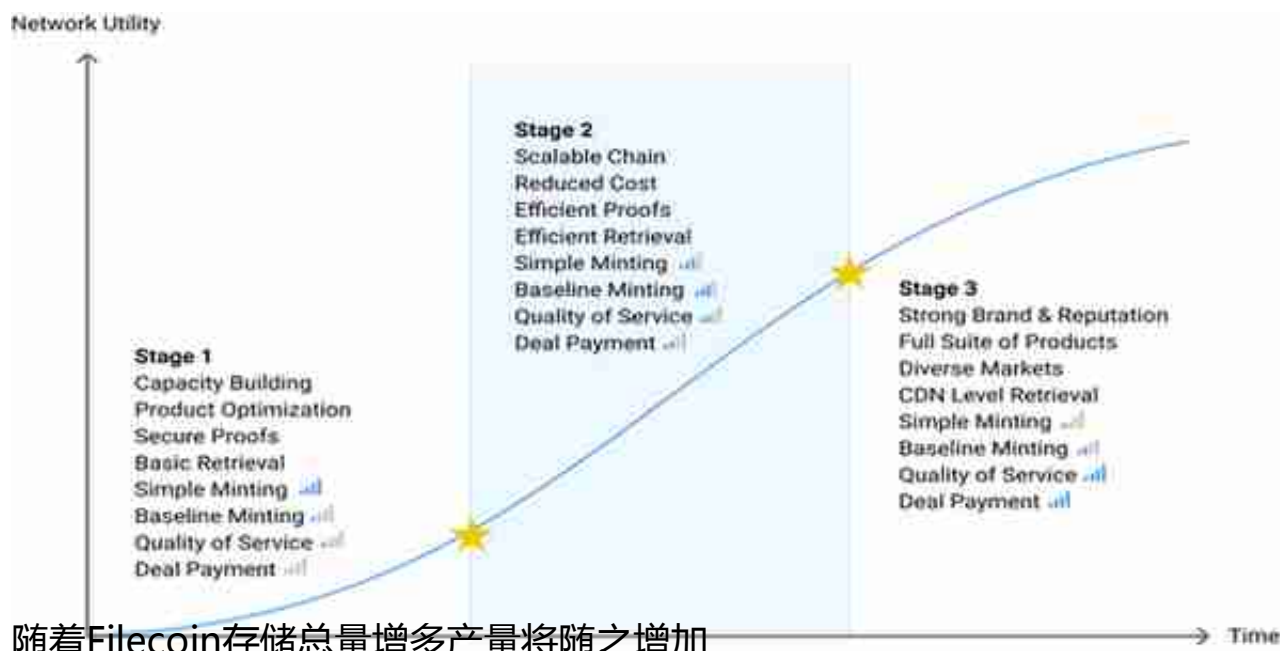 Network Utility
Stage 1
Capacity Building
Product Optimization
Secure Proofs
Basic Retrieval
Simple Minting
Baseline Minting
Quality of Service
Deal Payment
Stage 2
Scalable Chain
Reduced Cost
Efficient Proofs
Efficient Retrieval
Simple Minting
Baseline Minting
Quality of Service
Deal Payment
Stage 3
Strong Brand & Reputation
Full Suite of Products
Diverse Markets
CDN Level Retrieval
Simple Minting
Baseline Minting
Quality of Service
Deal Payment
Time
随着Filecoin存储总量增多产量将随之增加